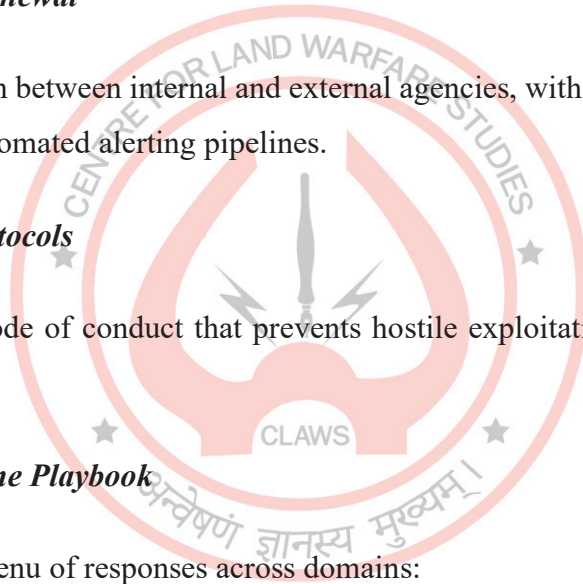 newal
CENTRE FOR LAND WARFARE STUDIES
n between internal and external agencies, with
omated alerting pipelines.
tocols
ode of conduct that prevents hostile exploitati
CLAWS
ne Playbook
अन्वेषणं ज्ञानस्य मुख्यम्।
enu of responses across domains: